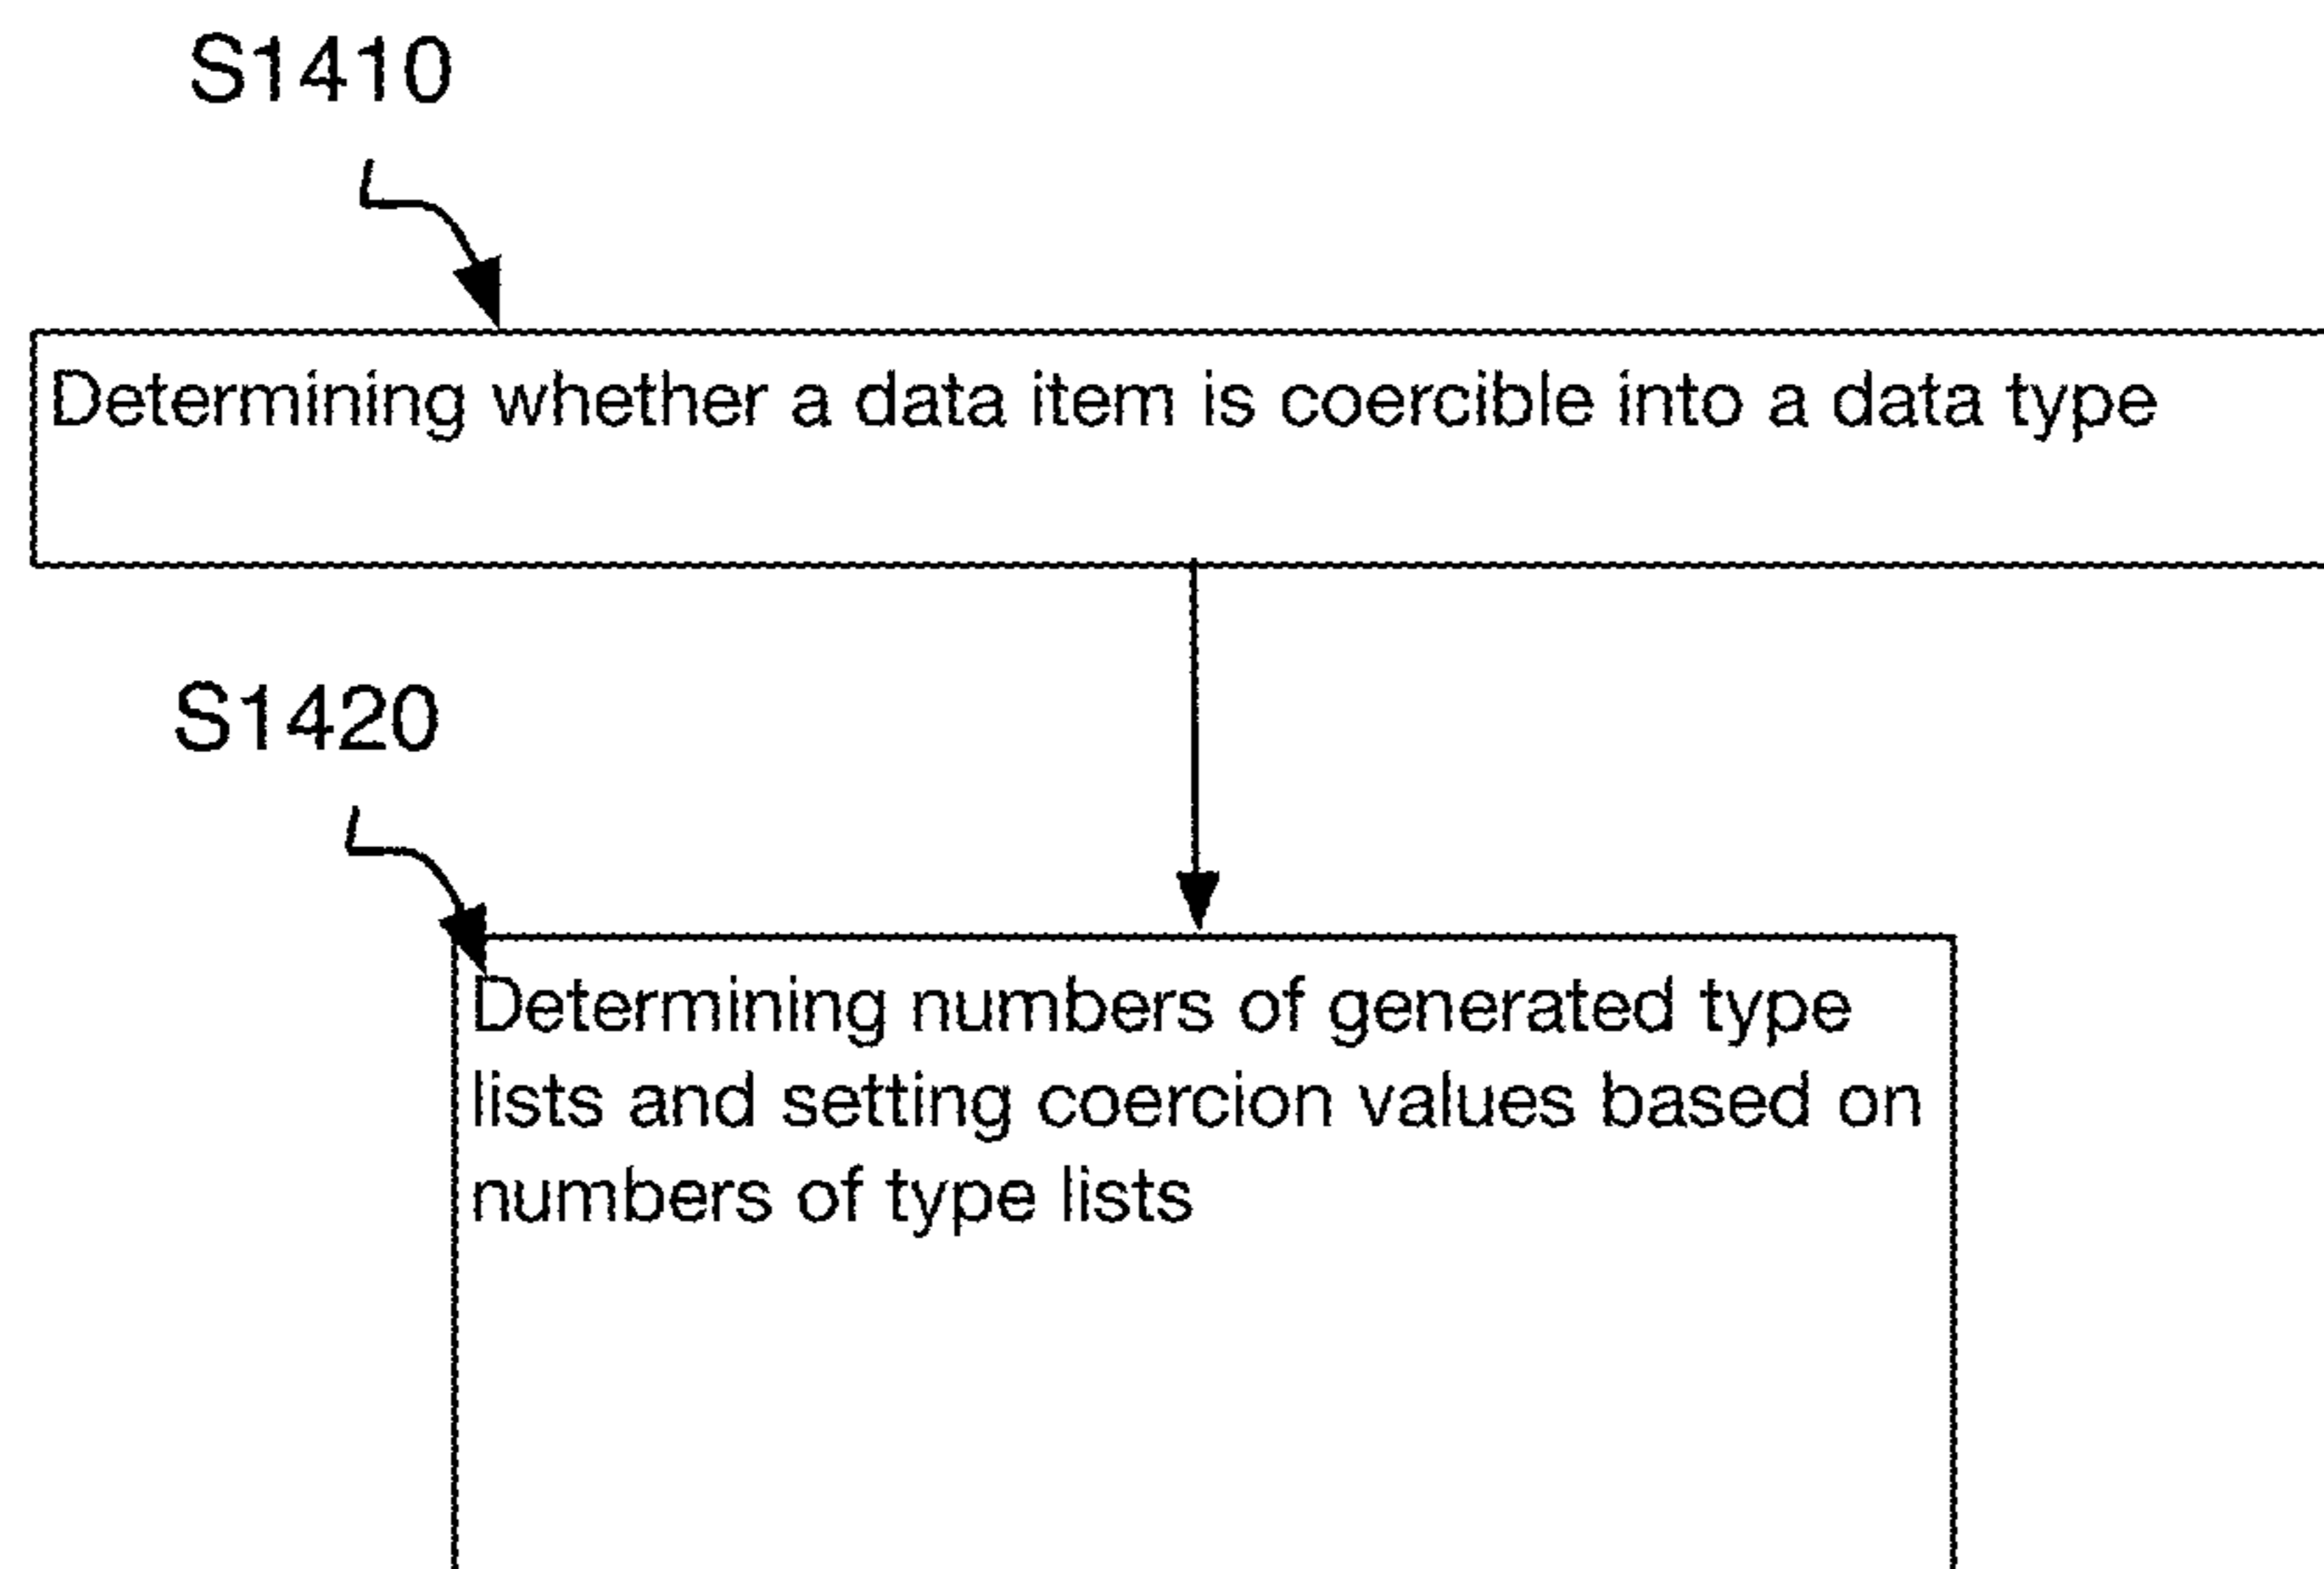 S1410
Determining whether a data item is coercible into a data type
S1420
Determining numbers of generated type
lists and setting coercion values based on
numbers of type lists